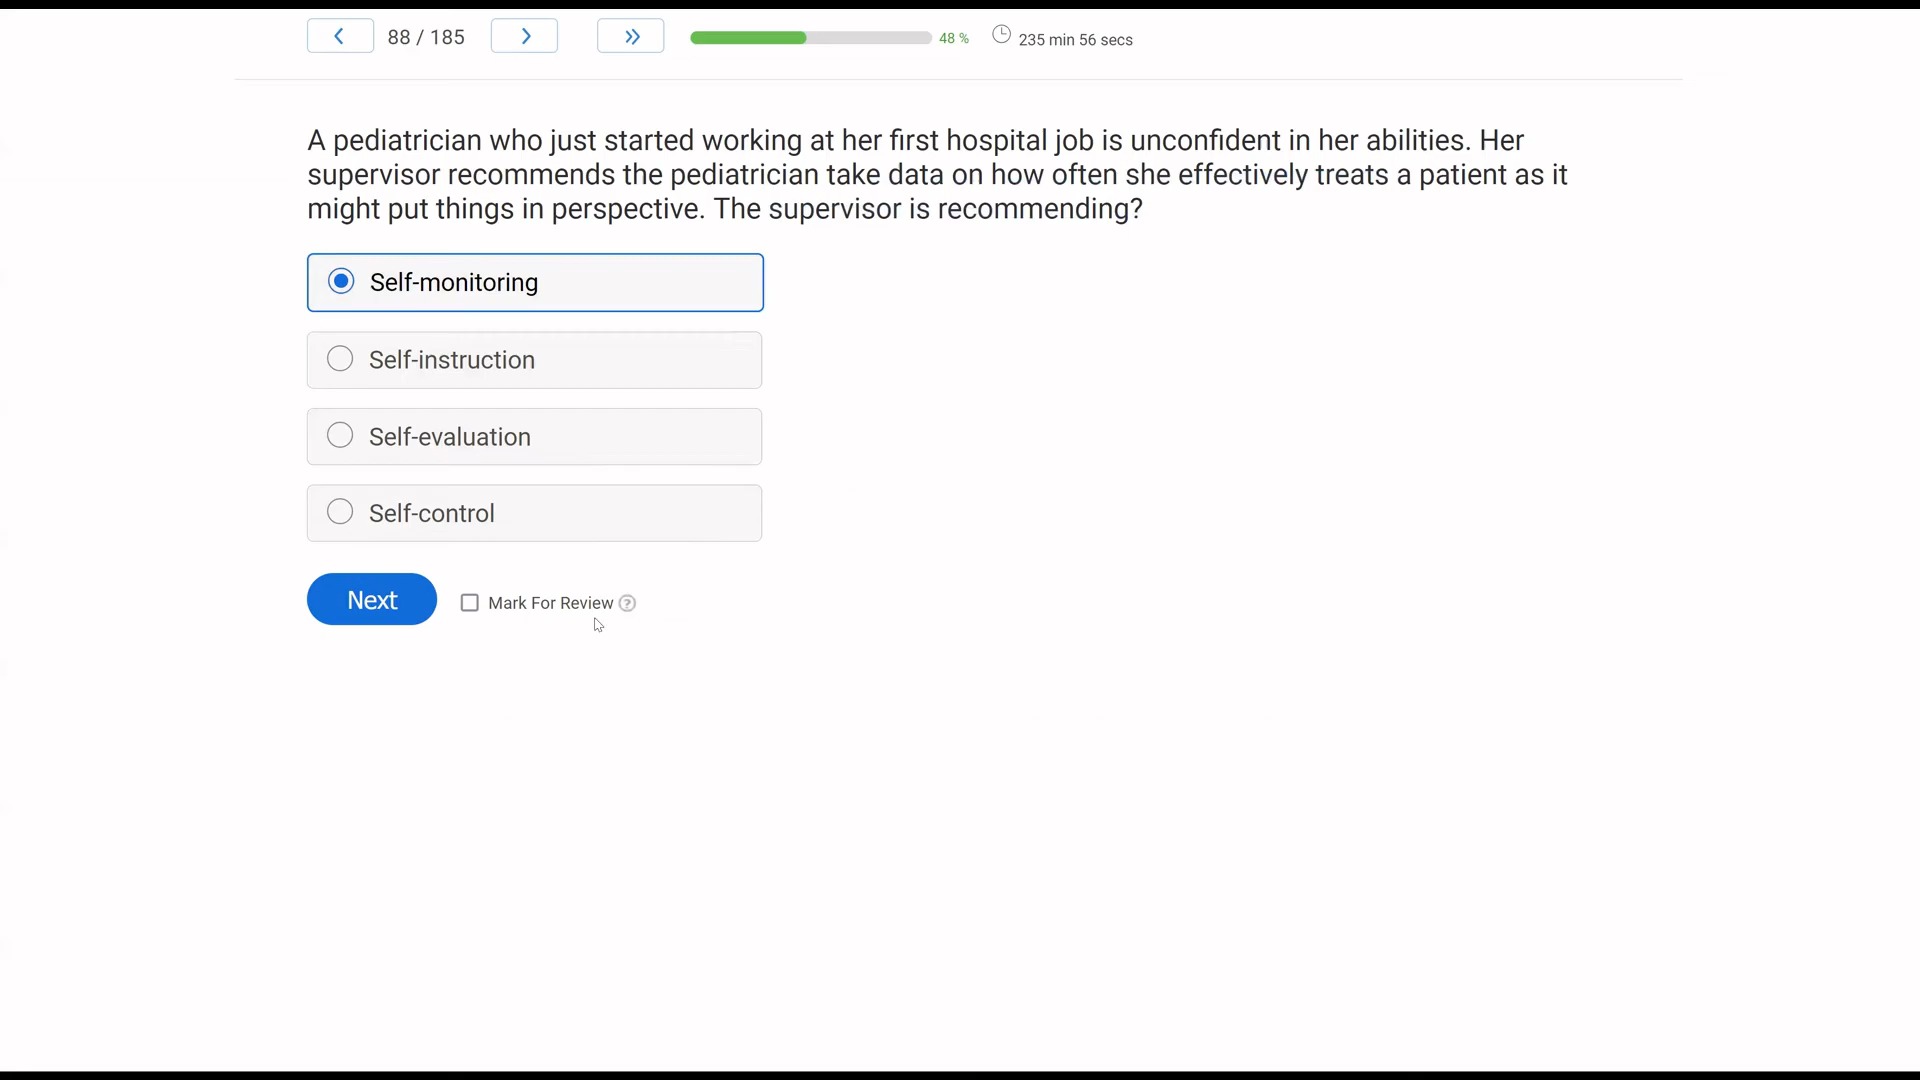 88 / 185
48 %
235 min 56 secs
A pediatrician who just started working at her first hospital job is unconfident in her abilities. Her
supervisor recommends the pediatrician take data on how often she effectively treats a patient as it
might put things in perspective. The supervisor is recommending?
Self-monitoring
Self-instruction
Self-evaluation
Self-control
Next
Mark For Review ?